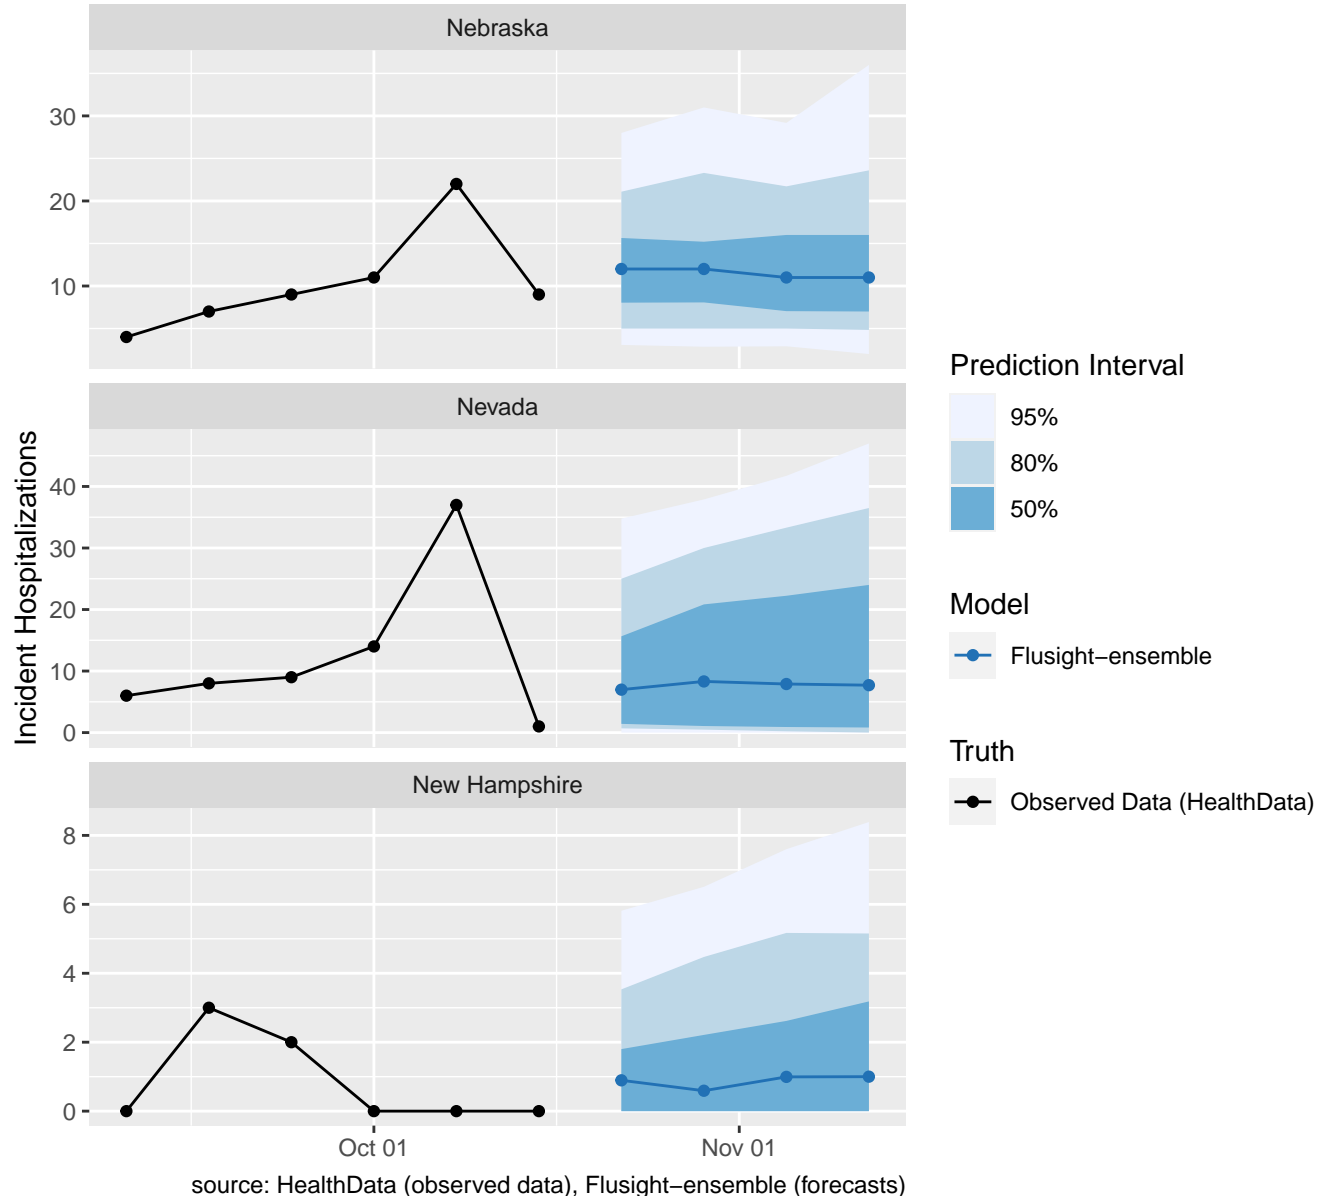 Nebraska
30
20
10
Nevada
40
30
20
10
0
New Hampshire
8
6
4
2
0
Oct 01
Nov 01
Incident Hospitalizations
source: HealthData (observed data), Flusight−ensemble (forecasts)
Prediction Interval
95%
80%
50%
Model
Flusight−ensemble
Truth
Observed Data (HealthData)